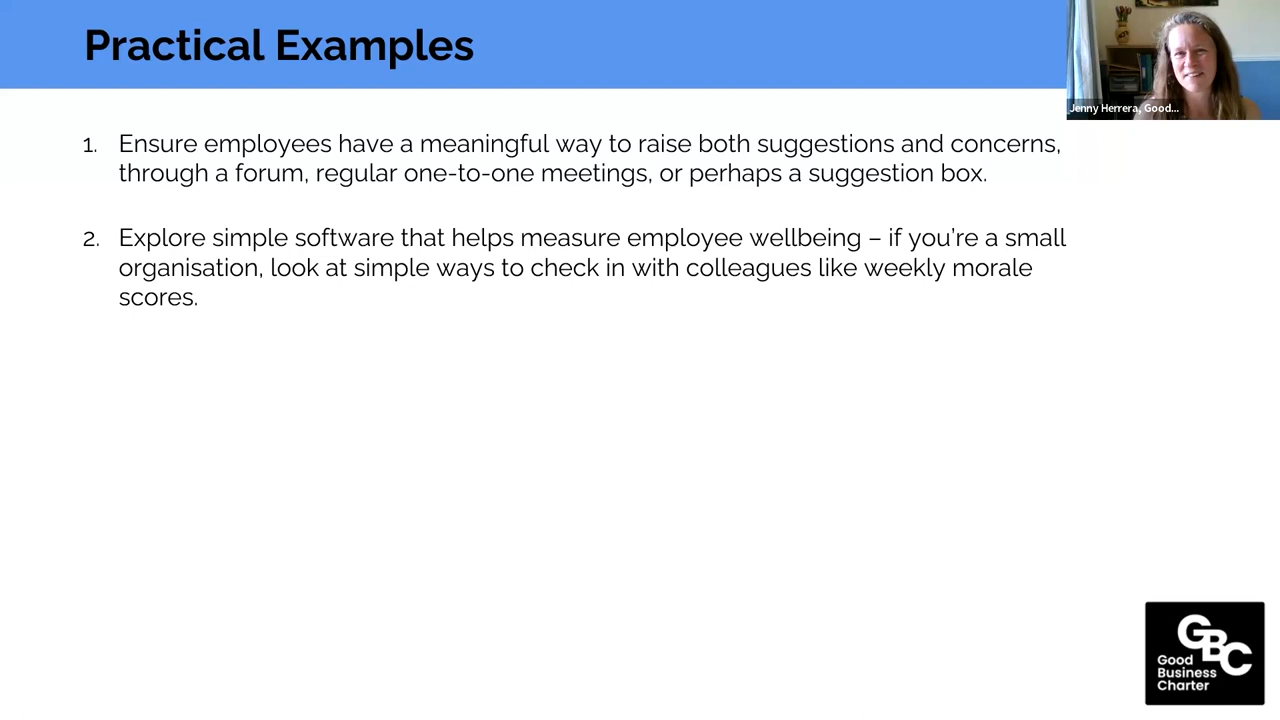 Practical Examples
Jenny Herrera, Good...
1. Ensure employees have a meaningful way to raise both suggestions and concerns,
through a forum, regular one-to-one meetings, or perhaps a suggestion box.
2. Explore simple software that helps measure employee wellbeing – if you're a small
organisation, look at simple ways to check in with colleagues like weekly morale
scores.
GBC
Good
Business
Charter